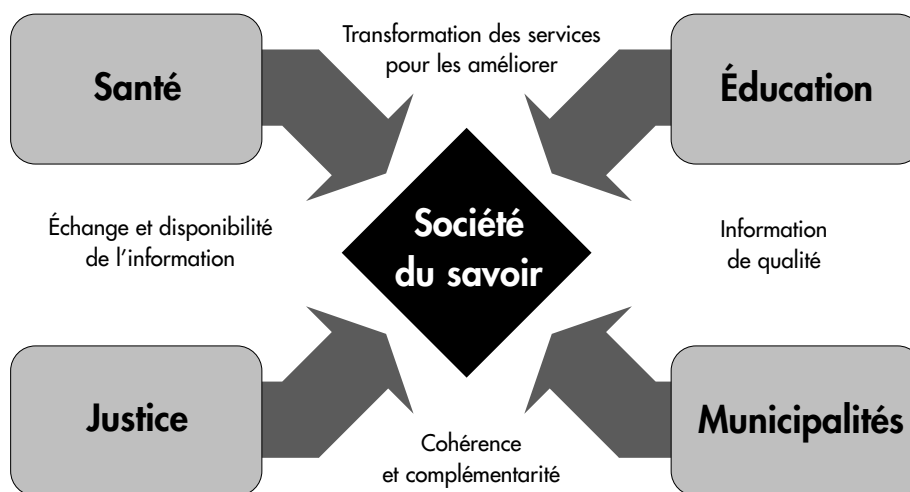 Transformation des services
pour les améliorer
Santé
Éducation
Échange et disponibilité
de l’information
Société
du savoir
Information
de qualité
Justice
Municipalités
Cohérence
et complémentarité